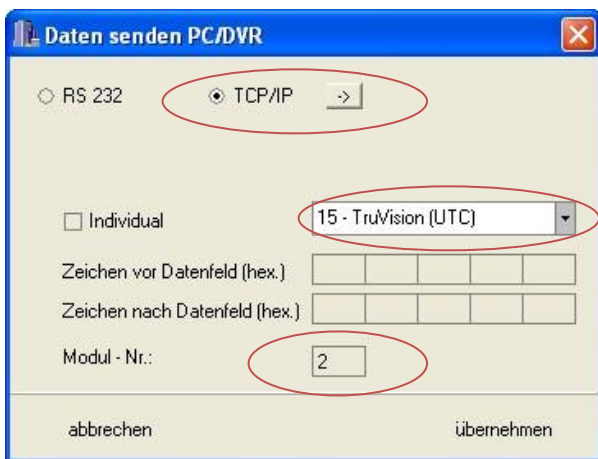 Daten senden PC/DVR
RS 232 TCP/IP ->
Individual 15 - TruVision (UTC)
Zeichen vor Datenfeld (hex.)
Zeichen nach Datenfeld (hex.)
Modul - Nr.: 2
abbrechen übernehmen